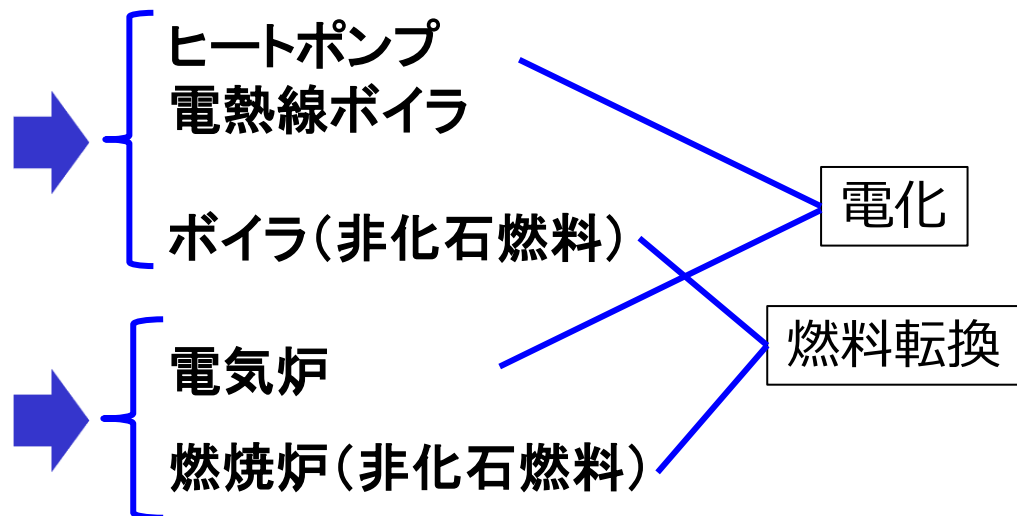 ヒートポンプ
電熱線ボイラ
ボイラ(非化石燃料)
電化
燃料転換
電気炉
燃焼炉(非化石燃料)